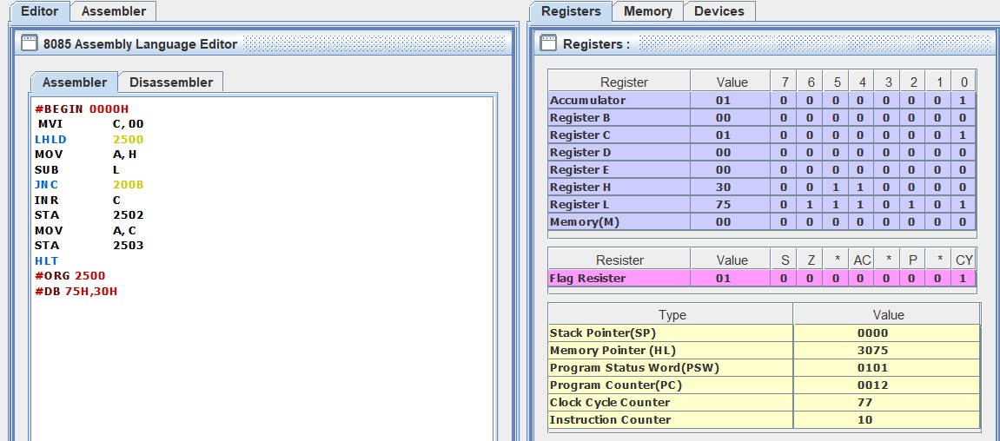 Editor Assembler
8085 Assembly Language Editor
Assembler Disassembler
#BEGIN 0000H
MVI C, 00
LHLD 2500
MOV A, H
SUB L
JNC 200B
INR C
STA 2502
MOV A, C
STA 2503
HLT
#ORG 2500
#DB 75H,30H
Registers Memory Devices
Registers :
Register Value 7 6 5 4 3 2 1 0
Accumulator 01 0 0 0 0 0 0 0 1
Register B 00 0 0 0 0 0 0 0 0
Register C 01 0 0 0 0 0 0 0 1
Register D 00 0 0 0 0 0 0 0 0
Register E 00 0 0 0 0 0 0 0 0
Register H 30 0 0 1 1 0 0 0 0
Register L 75 0 1 1 1 0 1 0 1
Memory(M) 00 0 0 0 0 0 0 0 0
Resister Value S Z * AC * P * CY
Flag Resister 01 0 0 0 0 0 0 0 1
Type Value
Stack Pointer(SP) 0000
Memory Pointer (HL) 3075
Program Status Word(PSW) 0101
Program Counter(PC) 0012
Clock Cycle Counter 77
Instruction Counter 10